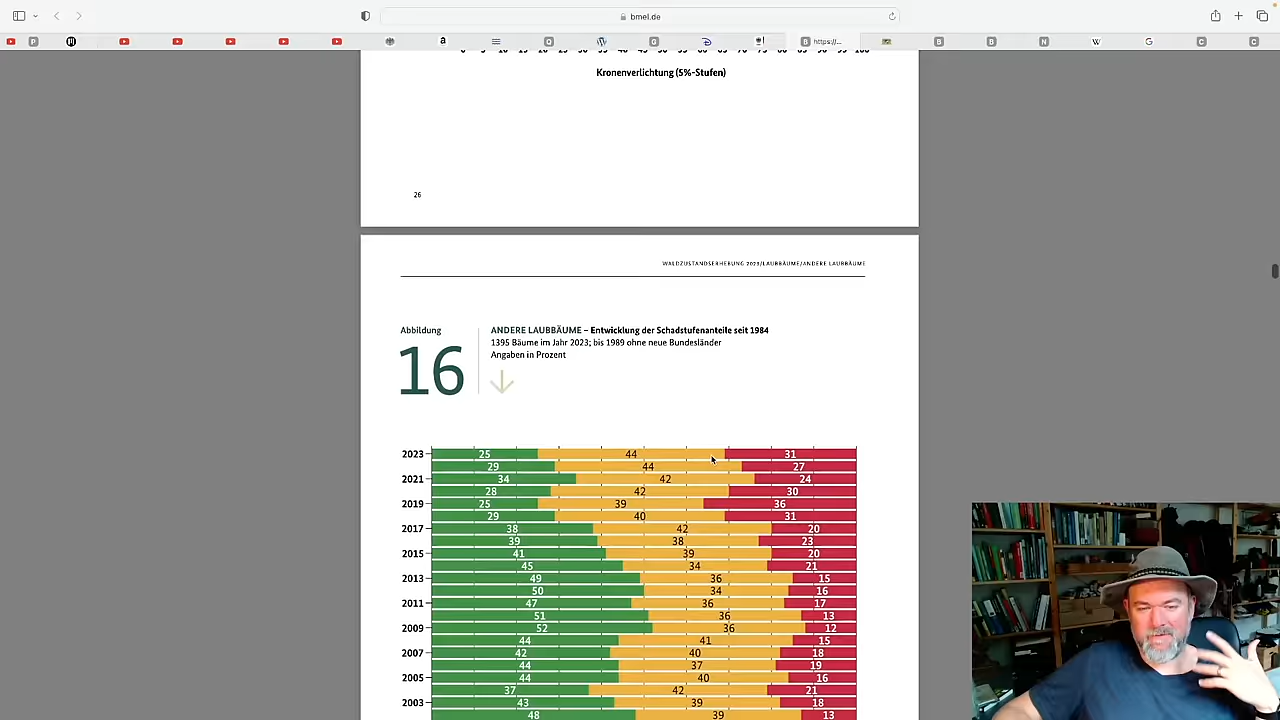 bmel.de
https://...
Kronenverlichtung (5%-Stufen)
26
WALDZUSTANDSERHEBUNG 2023/LAUBBÄUME/ANDERE LAUBBÄUME
Abbildung
16
ANDERE LAUBBÄUME – Entwicklung der Schadstufenanteile seit 1984
1395 Bäume im Jahr 2023; bis 1989 ohne neue Bundesländer
Angaben in Prozent
2023 25 44 31
29 44 27
2021 34 42 24
28 42 30
2019 25 39 36
29 40 31
2017 38 42 20
39 38 23
2015 41 39 20
45 34 21
2013 49 36 15
50 34 16
2011 47 36 17
51 36 13
2009 52 36 12
44 41 15
2007 42 40 18
44 37 19
2005 44 40 16
37 42 21
2003 43 39 18
48 39 13